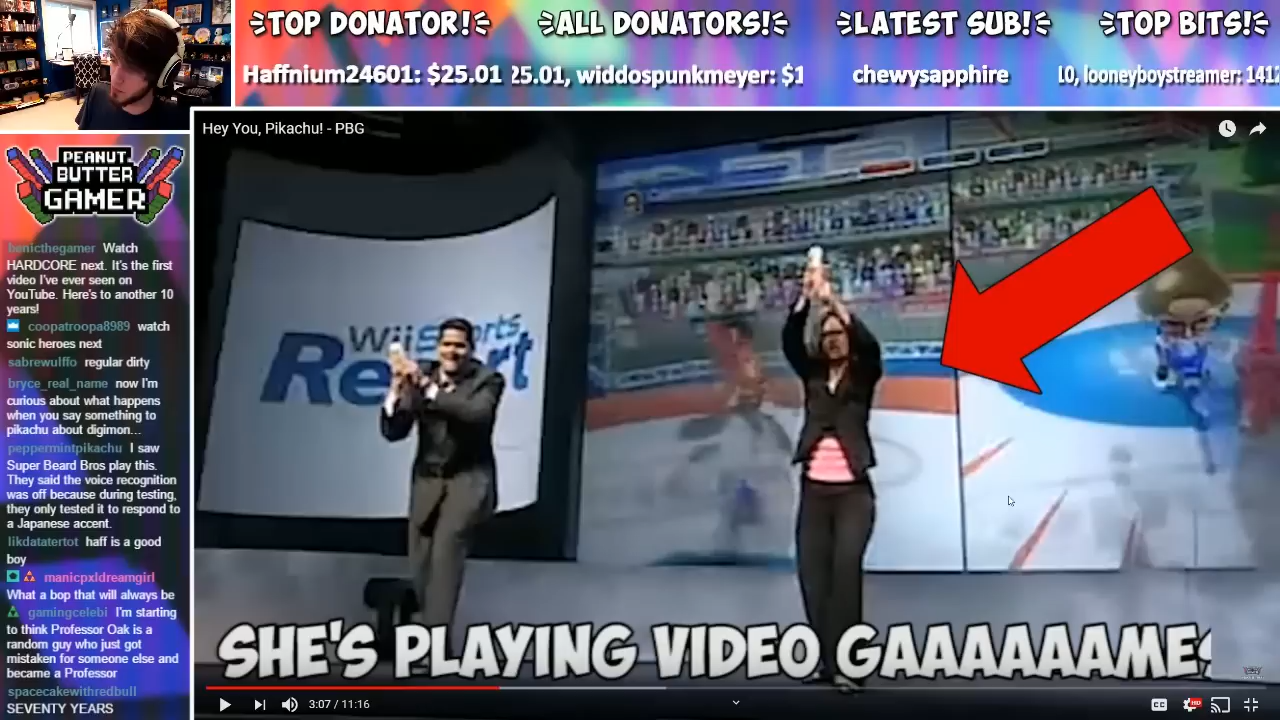 TOP DONATOR!
ALL DONATORS!
LATEST SUB!
TOP BITS!
Haffnium24601: $25.01
25.01, widdospunkmeyer: $1
chewysapphire
10, looneyboystreamer: 1412
Hey You, Pikachu! - PBG
PEANUT
BUTTER
GAMER
benicthegamer Watch
HARDCORE next. It's the first
video I've ever seen on
YouTube. Here's to another 10
years!
coopatroopa8989 watch
sonic heroes next
sabrewulffo regular dirty
bryce_real_name now I'm
curious about what happens
when you say something to
pikachu about digimon...
peppermintpikachu I saw
Super Beard Bros play this.
They said the voice recognition
was off because during testing,
they only tested it to respond to
a Japanese accent.
likdatatertot haff is a good
boy
manicpxldreamgirl
What a bop that will always be
gamingcelebi I'm starting
to think Professor Oak is a
random guy who just got
mistaken for someone else and
became a Professor
spacecakewithredbull
SEVENTY YEARS
Wii Sports
Resort
SHE'S PLAYING VIDEO GAAAAAAMES
3:07 / 11:16
CC
HD